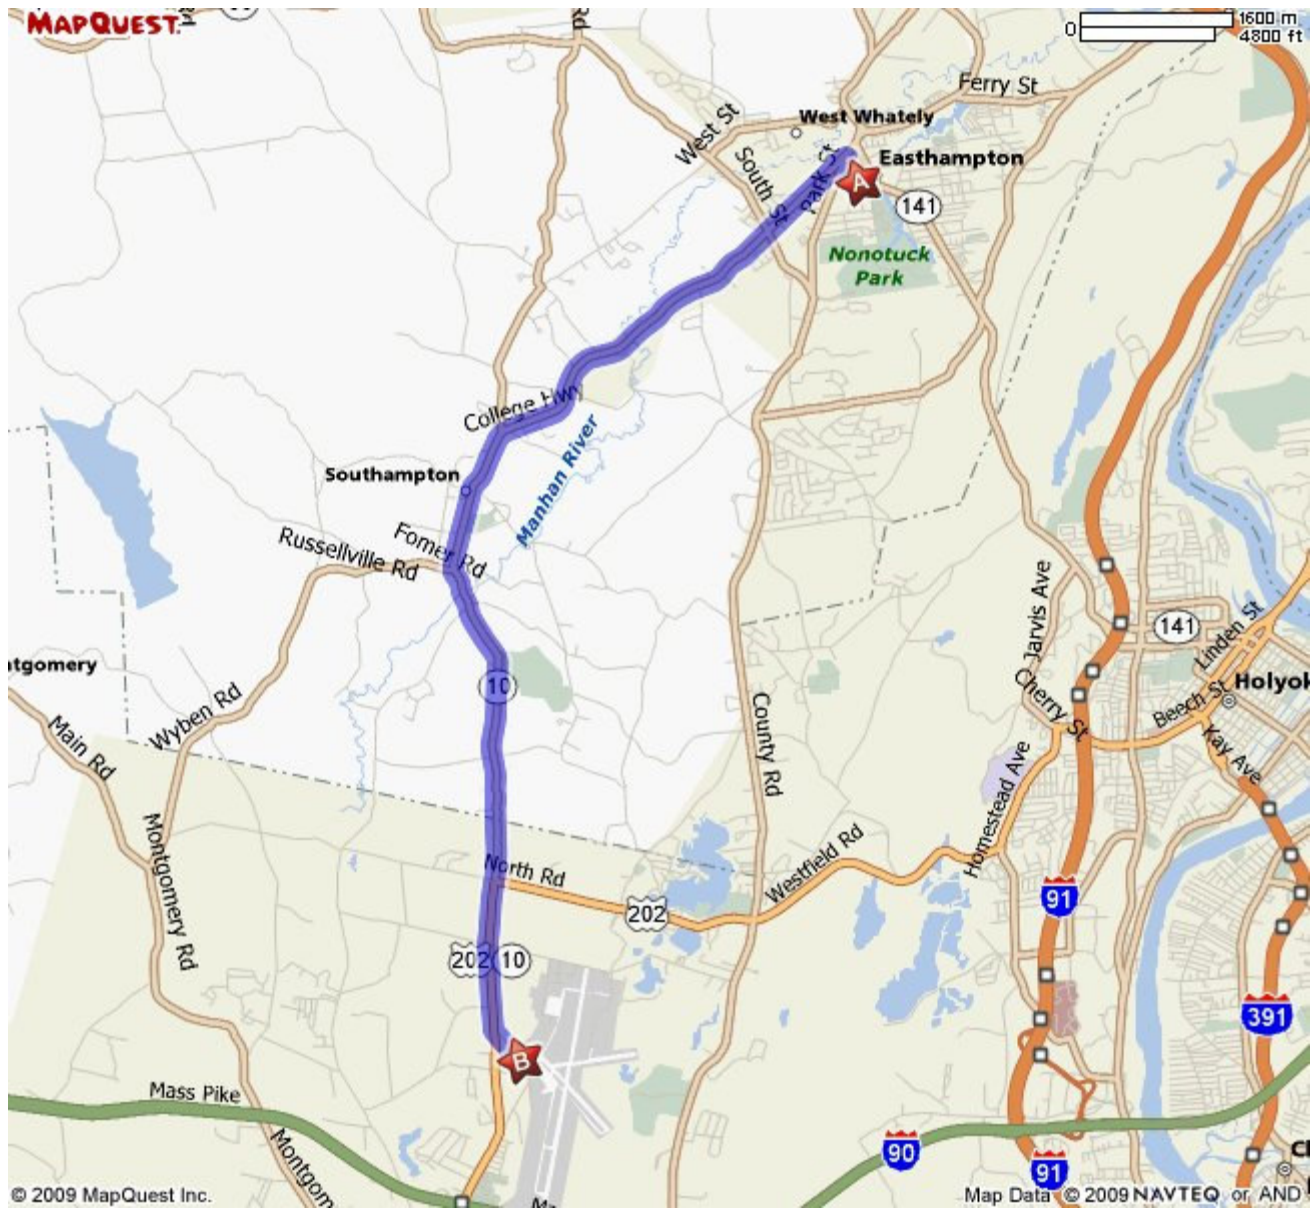 MAPQUEST.
Rd
0
1600 m
4800 ft
Ferry St
West Whately
West St
Easthampton
South St
Park St
A
141
Nonotuck
Park
College Hwy
Manhan River
Southampton
Fomer Rd
Russellville Rd
Jarvis Ave
141
Linden St
tgomery
10
Holyok
Cherry St
Beech St
Wyben Rd
County Rd
Kay Ave
Main Rd
Homestead Ave
Montgomery Rd
Westfield Rd
North Rd
202
91
202
10
391
B
Mass Pike
Montgom
90
91
© 2009 MapQuest Inc.
Map Data © 2009 NAVTEQ or AND